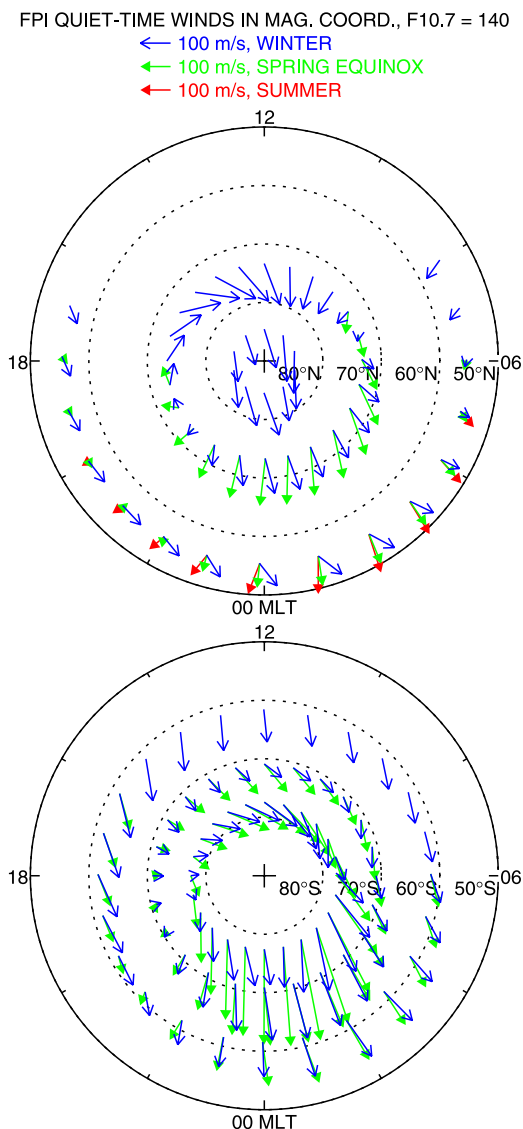 FPI QUIET-TIME WINDS IN MAG. COORD., F10.7 = 140
100 m/s, WINTER
100 m/s, SPRING EQUINOX
100 m/s, SUMMER
12
18 80°N 70°N 60°N 50°N 06
00 MLT
12
18 80°S 70°S 60°S 50°S 06
00 MLT